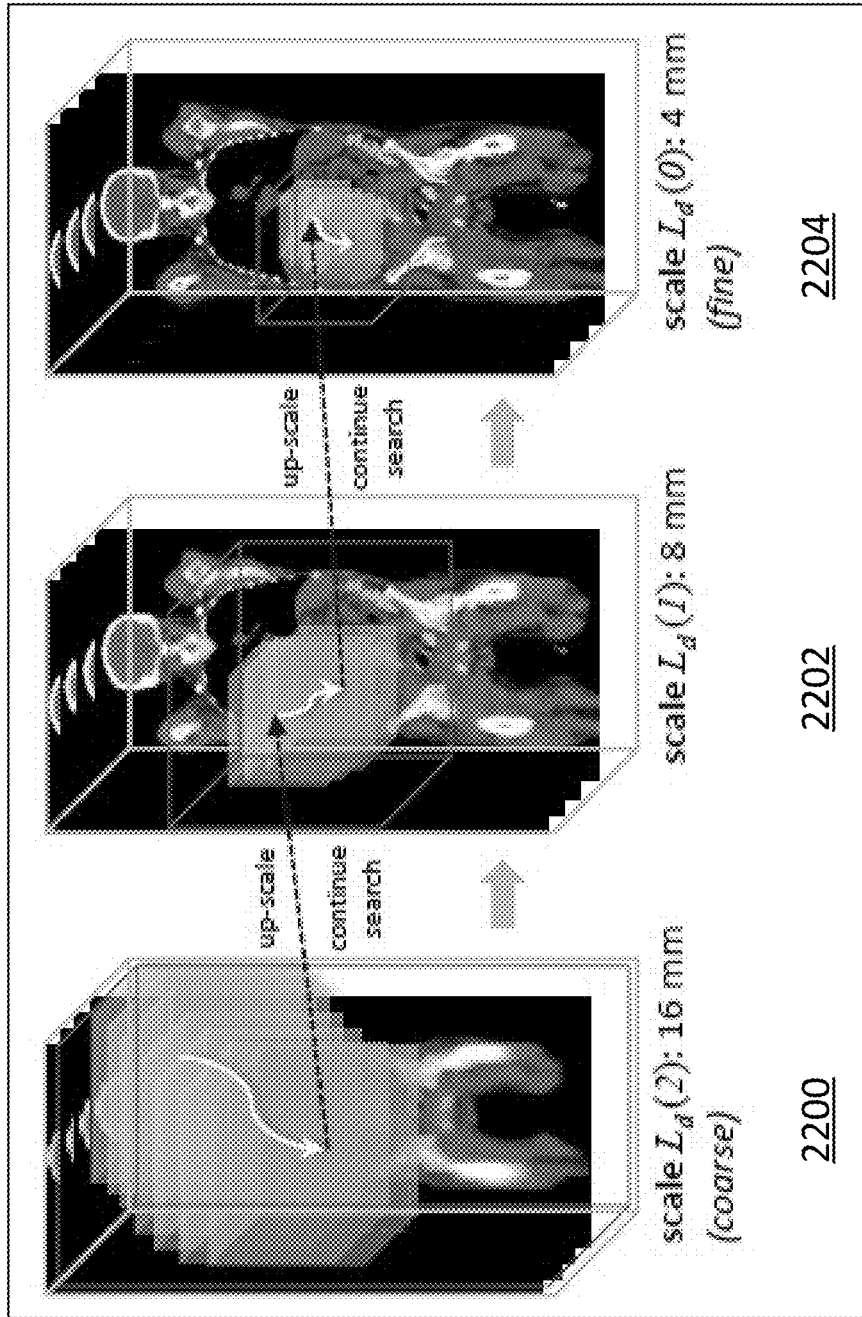 up-scale
continue
search
up-scale
continue
search
scale L_d(2): 16 mm
(coarse)
scale L_d(1): 8 mm
scale L_d(0): 4 mm
(fine)
2200
2202
2204